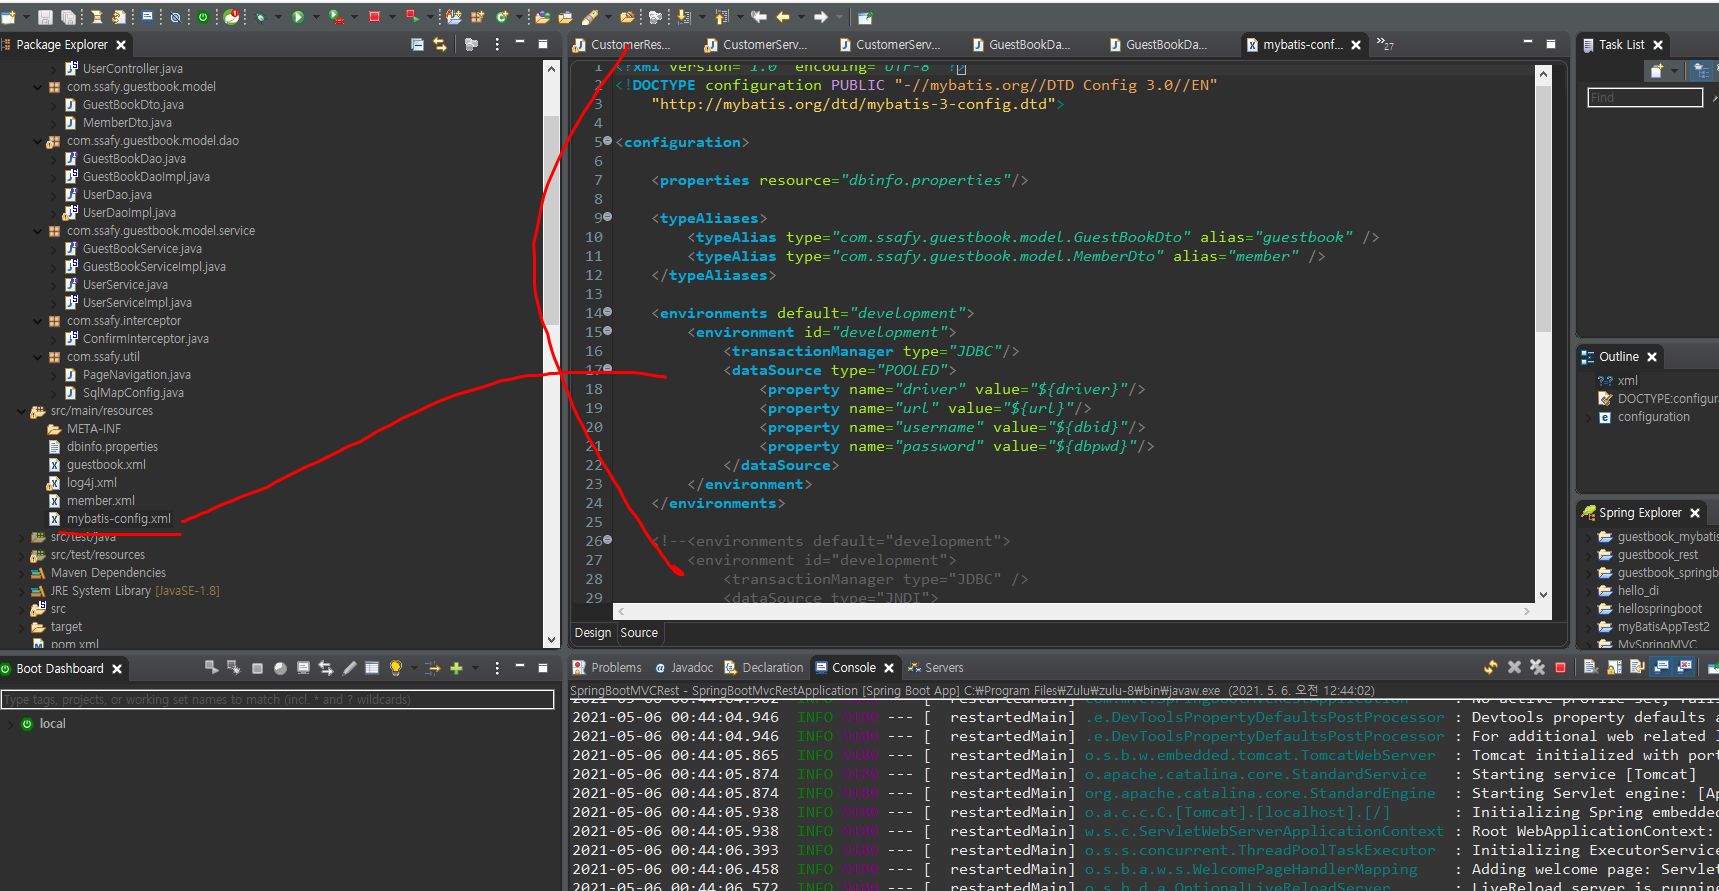 Package Explorer
UserController.java
com.ssafy.guestbook.model
GuestBookDto.java
MemberDto.java
com.ssafy.guestbook.model.dao
GuestBookDao.java
GuestBookDaoImpl.java
UserDao.java
UserDaoImpl.java
com.ssafy.guestbook.model.service
GuestBookService.java
GuestBookServiceImpl.java
UserService.java
UserServiceImpl.java
com.ssafy.interceptor
ConfirmInterceptor.java
com.ssafy.util
PageNavigation.java
SqlMapConfig.java
src/main/resources
META-INF
dbinfo.properties
guestbook.xml
log4j.xml
member.xml
mybatis-config.xml
src/test/java
src/test/resources
Maven Dependencies
JRE System Library [JavaSE-1.8]
src
target
pom.xml
Boot Dashboard
Type tags, projects, or working set names to match (incl. * and ? wildcards)
local
CustomerRes... CustomerServ... CustomerServ... GuestBookDa... GuestBookDa... mybatis-conf... 27
1 <?xml version="1.0" encoding="UTF-8" ?>
2 <!DOCTYPE configuration PUBLIC "-//mybatis.org//DTD Config 3.0//EN"
3 "http://mybatis.org/dtd/mybatis-3-config.dtd">
4
5 <configuration>
6
7 <properties resource="dbinfo.properties"/>
8
9 <typeAliases>
10 <typeAlias type="com.ssafy.guestbook.model.GuestBookDto" alias="guestbook" />
11 <typeAlias type="com.ssafy.guestbook.model.MemberDto" alias="member" />
12 </typeAliases>
13
14 <environments default="development">
15 <environment id="development">
16 <transactionManager type="JDBC"/>
17 <dataSource type="POOLED">
18 <property name="driver" value="${driver}"/>
19 <property name="url" value="${url}"/>
20 <property name="username" value="${dbid}"/>
21 <property name="password" value="${dbpwd}"/>
22 </dataSource>
23 </environment>
24 </environments>
25
26 <!--<environments default="development">
27 <environment id="development">
28 <transactionManager type="JDBC" />
29 <dataSource type="JNDI">
Design Source
Problems Javadoc Declaration Console Servers
SpringBootMVCRest - SpringBootMvcRestApplication [Spring Boot App] C:₩Program Files₩Zulu₩zulu-8₩bin₩javaw.exe (2021. 5. 6. 오전 12:44:02)
2021-05-06 00:44:04.946 INFO 9180 --- [ restartedMain] .e.DevToolsPropertyDefaultsPostProcessor : Devtools property defaults
2021-05-06 00:44:04.946 INFO 9180 --- [ restartedMain] .e.DevToolsPropertyDefaultsPostProcessor : For additional web related
2021-05-06 00:44:05.865 INFO 9180 --- [ restartedMain] o.s.b.w.embedded.tomcat.TomcatWebServer : Tomcat initialized with port
2021-05-06 00:44:05.874 INFO 9180 --- [ restartedMain] o.apache.catalina.core.StandardService : Starting service [Tomcat]
2021-05-06 00:44:05.874 INFO 9180 --- [ restartedMain] org.apache.catalina.core.StandardEngine : Starting Servlet engine: [Ap
2021-05-06 00:44:05.938 INFO 9180 --- [ restartedMain] o.a.c.c.C.[Tomcat].[localhost].[/] : Initializing Spring embedded
2021-05-06 00:44:05.938 INFO 9180 --- [ restartedMain] w.s.c.ServletWebServerApplicationContext : Root WebApplicationContext:
2021-05-06 00:44:06.393 INFO 9180 --- [ restartedMain] o.s.s.concurrent.ThreadPoolTaskExecutor : Initializing ExecutorService
2021-05-06 00:44:06.458 INFO 9180 --- [ restartedMain] o.s.b.a.w.s.WelcomePageHandlerMapping : Adding welcome page: Servlet
2021-05-06 00:44:06.572 INFO 9180 --- [ restartedMain] o.s.b.d.a.OptionalLiveReloadServer : LiveReload server is running
Task List
Find
Outline
xml
DOCTYPE:configura
configuration
Spring Explorer
guestbook_mybatis
guestbook_rest
guestbook_springb
hello_di
hellospringboot
myBatisAppTest2
MySpringMVC